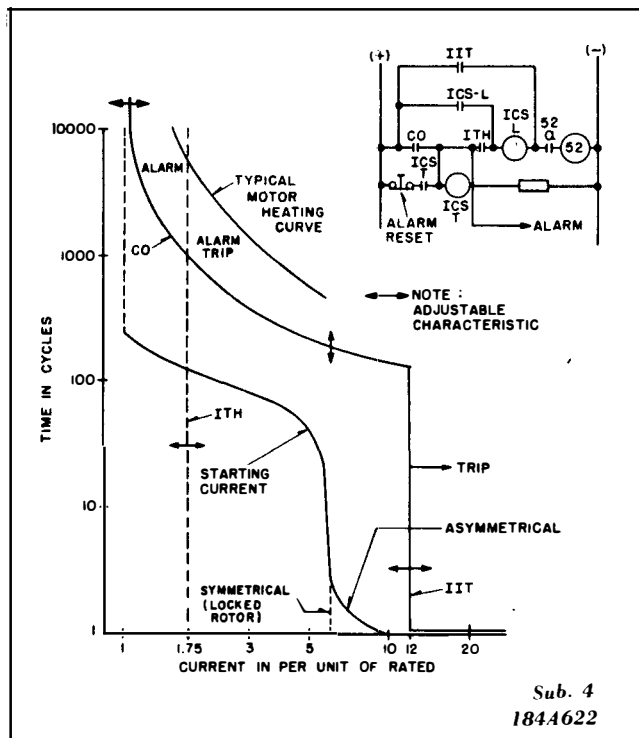 (+)
(-)
IIT
ICS-L
ICS
L
52
a
CO
ITH
52
ICS
T
ICS
T
ALARM
RESET
ALARM
10000
1000
100
10
1
TIME IN CYCLES
ALARM
TYPICAL
MOTOR
HEATING
CURVE
CO
ALARM
TRIP
NOTE :
ADJUSTABLE
CHARACTERISTIC
ITH
STARTING
CURRENT
TRIP
ASYMMETRICAL
SYMMETRICAL
(LOCKED
ROTOR)
IIT
1 1.75 3 5 10 12 20
CURRENT IN PER UNIT OF RATED
Sub. 4
184A622